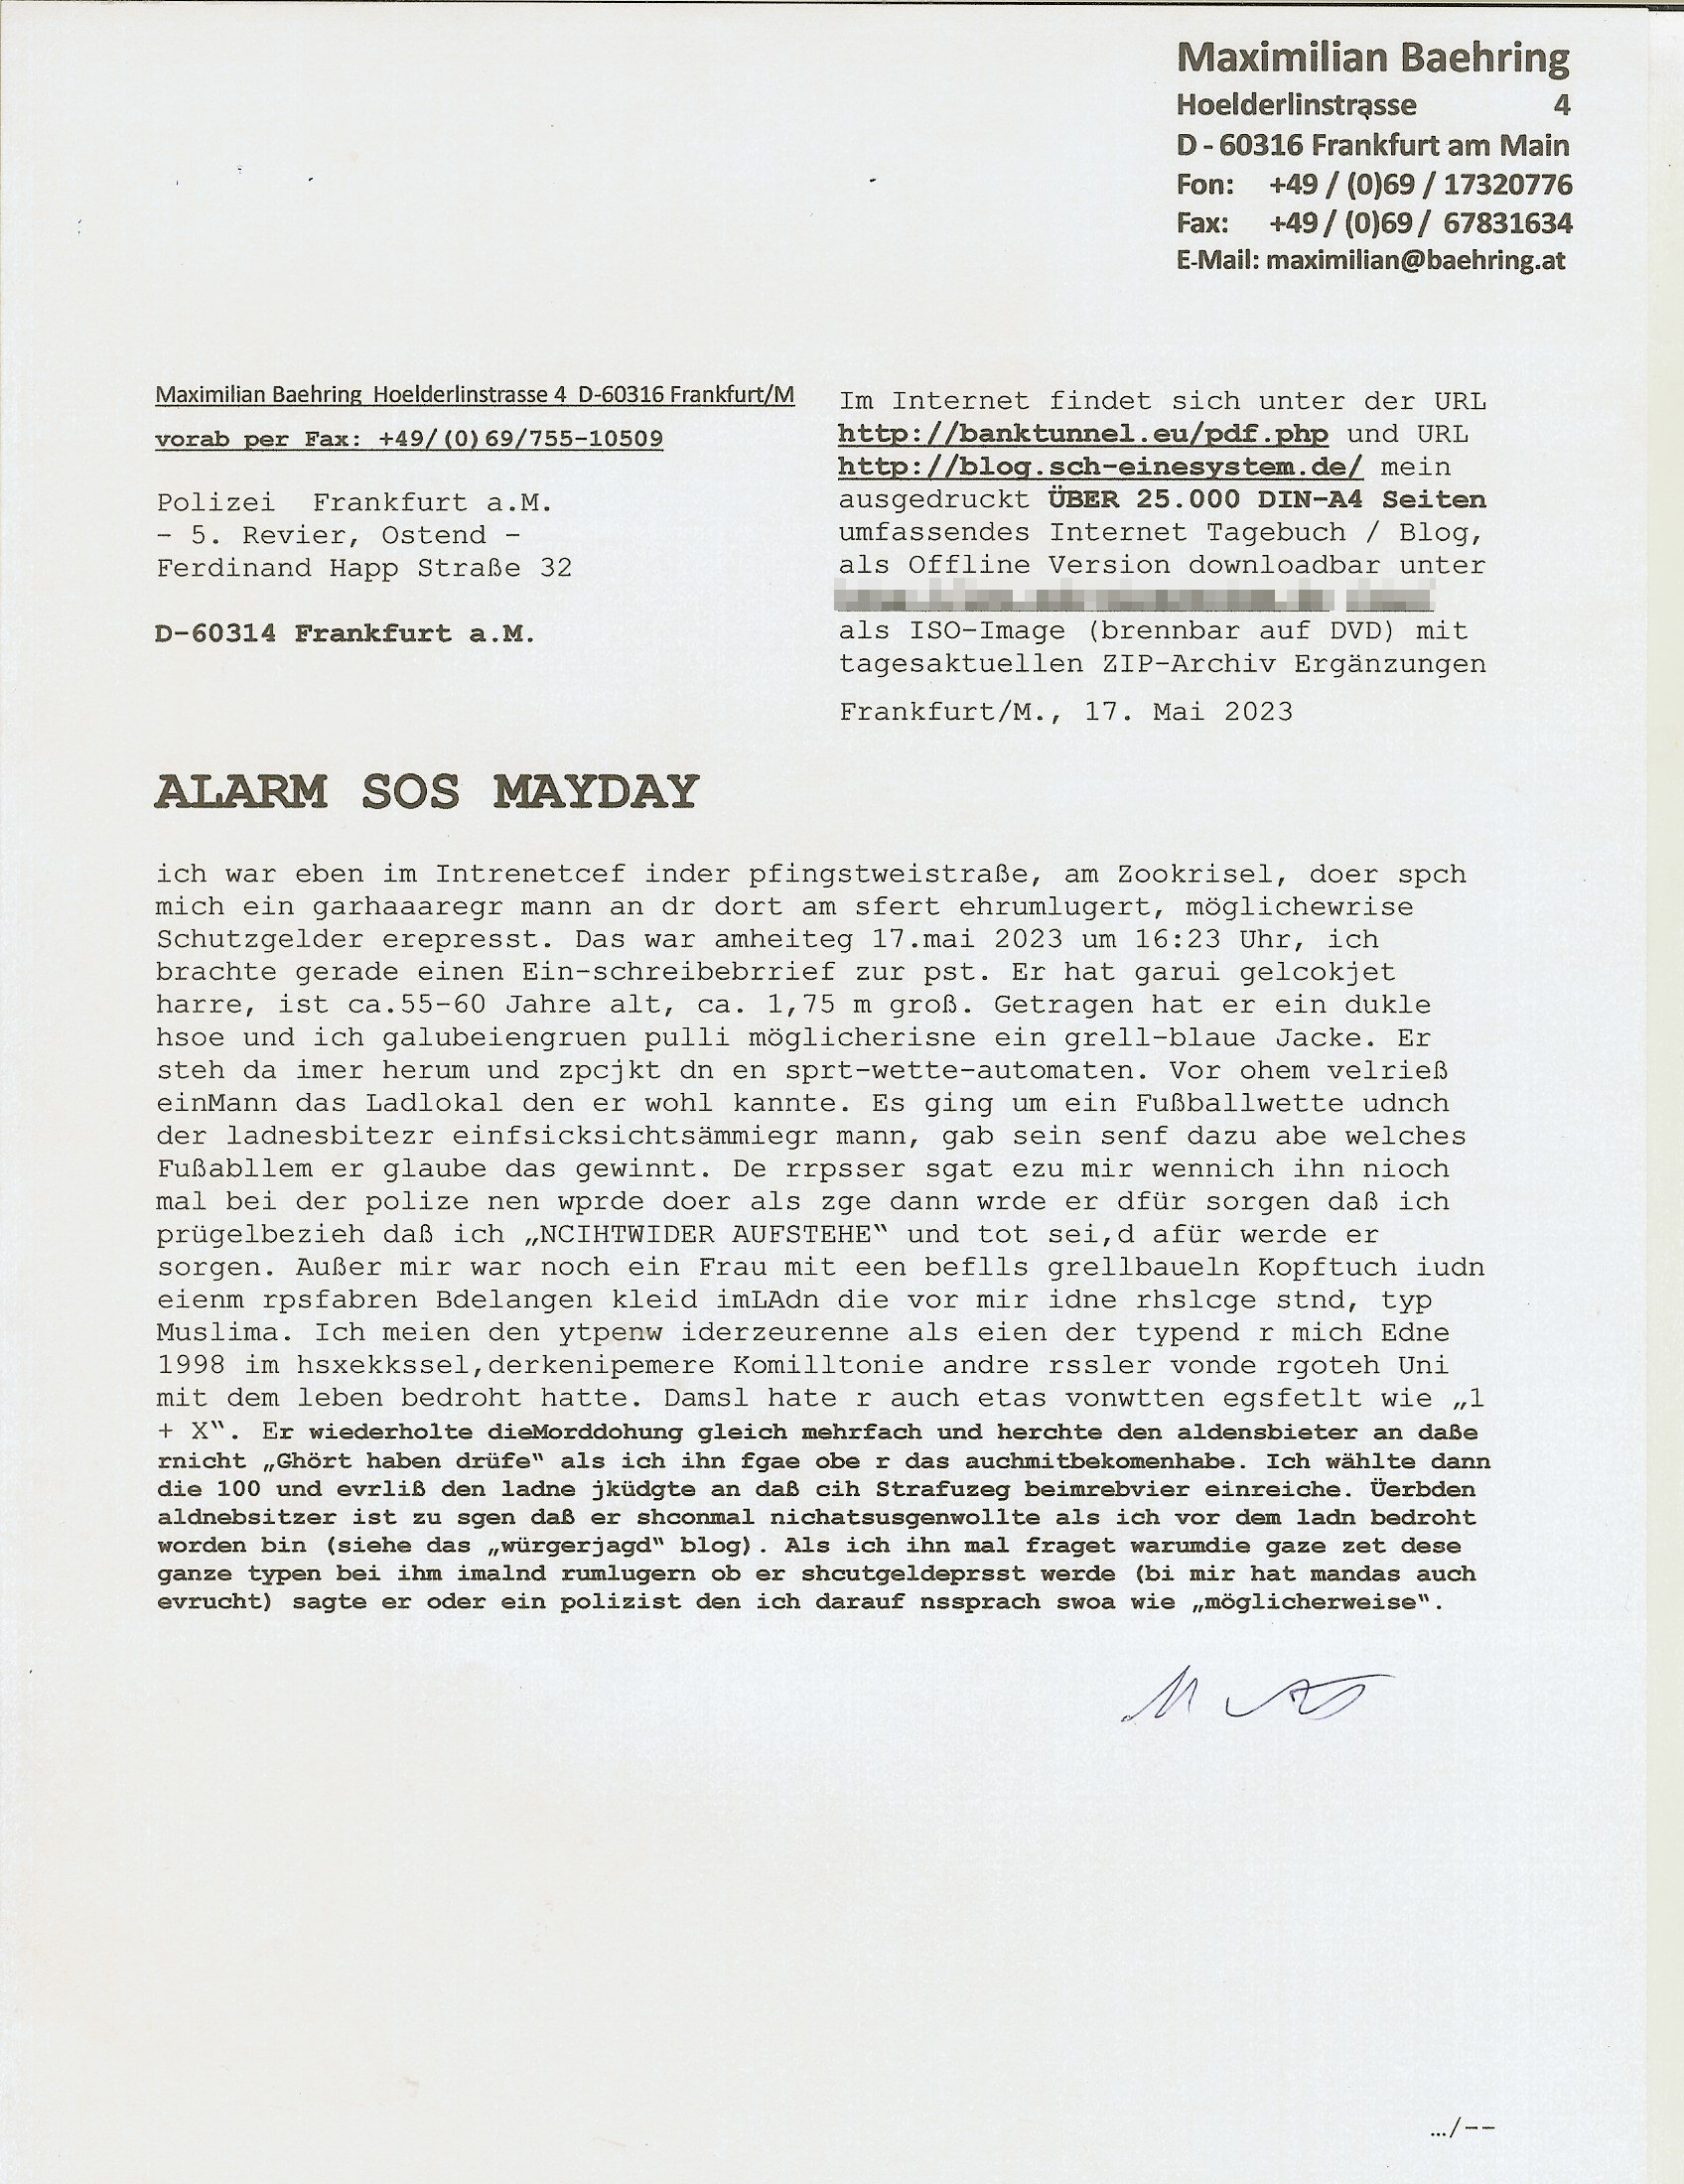 Maximilian Baehring
Hoelderlinstrasse 4
D - 60316 Frankfurt am Main
Fon: +49 / (0)69 / 17320776
Fax: +49 / (0)69 / 67831634
E-Mail: maximilian@baehring.at
Maximilian Baehring Hoelderlinstrasse 4 D-60316 Frankfurt/M
vorab per Fax: +49/(0)69/755-10509
Polizei Frankfurt a.M.
- 5. Revier, Ostend -
Ferdinand Happ Straße 32
D-60314 Frankfurt a.M.
Im Internet findet sich unter der URL
http://banktunnel.eu/pdf.php und URL
http://blog.sch-einesystem.de/ mein
ausgedruckt ÜBER 25.000 DIN-A4 Seiten
umfassendes Internet Tagebuch / Blog,
als Offline Version downloadbar unter
als ISO-Image (brennbar auf DVD) mit
tagesaktuellen ZIP-Archiv Ergänzungen
Frankfurt/M., 17. Mai 2023
ALARM SOS MAYDAY
ich war eben im Intrenetcef inder pfingstweistraße, am Zookrisel, doer spch
mich ein garhaaaregr mann an dr dort am sfert ehrumlugert, möglichewrise
Schutzgelder erepresst. Das war amheiteg 17.mai 2023 um 16:23 Uhr, ich
brachte gerade einen Ein-schreibebrrief zur pst. Er hat garui gelcokjet
harre, ist ca.55-60 Jahre alt, ca. 1,75 m groß. Getragen hat er ein dukle
hsoe und ich galubeiengruen pulli möglicherisne ein grell-blaue Jacke. Er
steh da imer herum und zpcjkt dn en sprt-wette-automaten. Vor ohem velrieß
einMann das Ladlokal den er wohl kannte. Es ging um ein Fußballwette udnch
der ladnesbitezr einfsicksichtsämmiegr mann, gab sein senf dazu abe welches
Fußabllem er glaube das gewinnt. De rrpsser sgat ezu mir wennich ihn nioch
mal bei der polize nen wprde doer als zge dann wrde er dfür sorgen daß ich
prügelbezieh daß ich „NCIHTWIDER AUFSTEHE“ und tot sei,d afür werde er
sorgen. Außer mir war noch ein Frau mit een beflls grellbaueln Kopftuch iudn
eienm rpsfabren Bdelangen kleid imLAdn die vor mir idne rhslcge stnd, typ
Muslima. Ich meien den ytpenw iderzeurenne als eien der typend r mich Edne
1998 im hsxekkssel,derkenipemere Komilltonie andre rssler vonde rgoteh Uni
mit dem leben bedroht hatte. Damsl hate r auch etas vonwtten egsfetlt wie „1
+ X“. Er wiederholte dieMorddohung gleich mehrfach und herchte den aldensbieter an daße
rnicht „Ghört haben drüfe“ als ich ihn fgae obe r das auchmitbekomenhabe. Ich wählte dann
die 100 und evrliß den ladne jküdgte an daß cih Strafuzeg beimrebvier einreiche. Üerbden
aldnebsitzer ist zu sgen daß er shconmal nichatsusgenwollte als ich vor dem ladn bedroht
worden bin (siehe das „würgerjagd“ blog). Als ich ihn mal fraget warumdie gaze zet dese
ganze typen bei ihm imalnd rumlugern ob er shcutgeldeprsst werde (bi mir hat mandas auch
evrucht) sagte er oder ein polizist den ich darauf nssprach swoa wie „möglicherweise“.
…/--